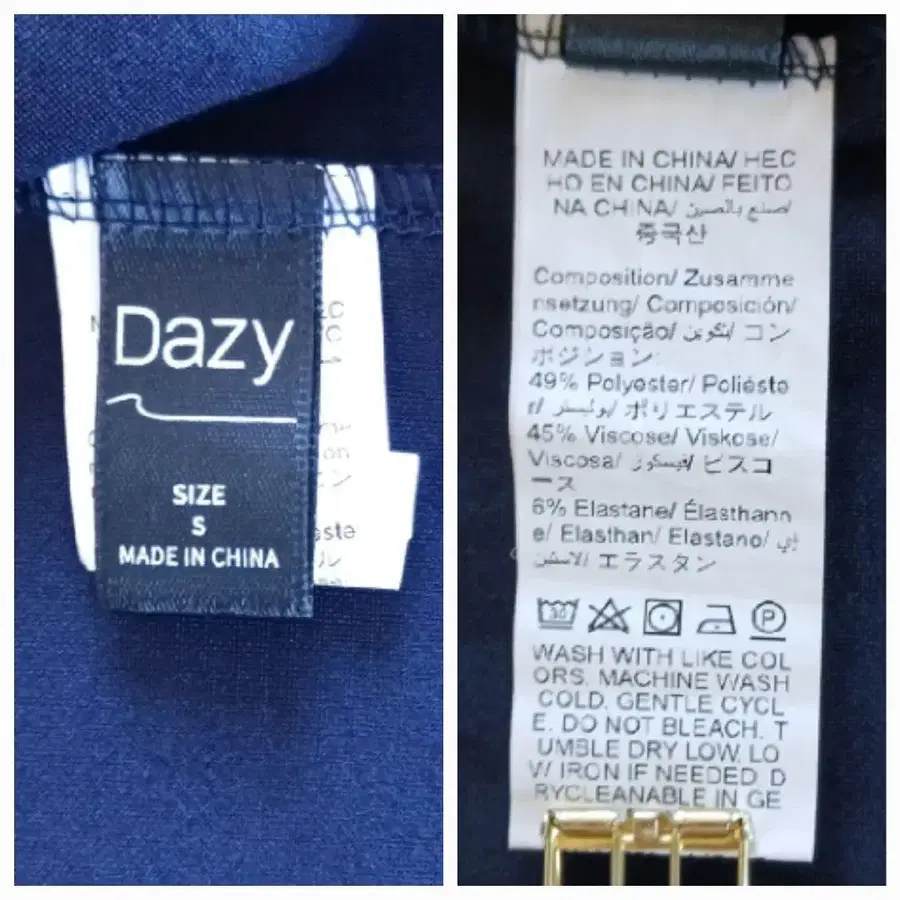 Dazy
SIZE
S
MADE IN CHINA
MADE IN CHINA/ HEC
HO EN CHINA/ FEITO
NA CHINA/ صنع بالصين/
중국산
Composition/ Zusamme
nsetzung/ Composición/
Composição/ تكوين/ コン
ポジション:
49% Polyester/ Poliéste
r/ بوليستر/ ポリエステル
45% Viscose/ Viskose/
Viscosa/ فيسكوز/ ビスコ
ース
6% Elastane/ Élasthann
e/ Elasthan/ Elastano/
エラスタン
30
P
WASH WITH LIKE COL
ORS. MACHINE WASH
COLD. GENTLE CYCL
E. DO NOT BLEACH. T
UMBLE DRY LOW. LO
W IRON IF NEEDED. D
RYCLEANABLE IN GE